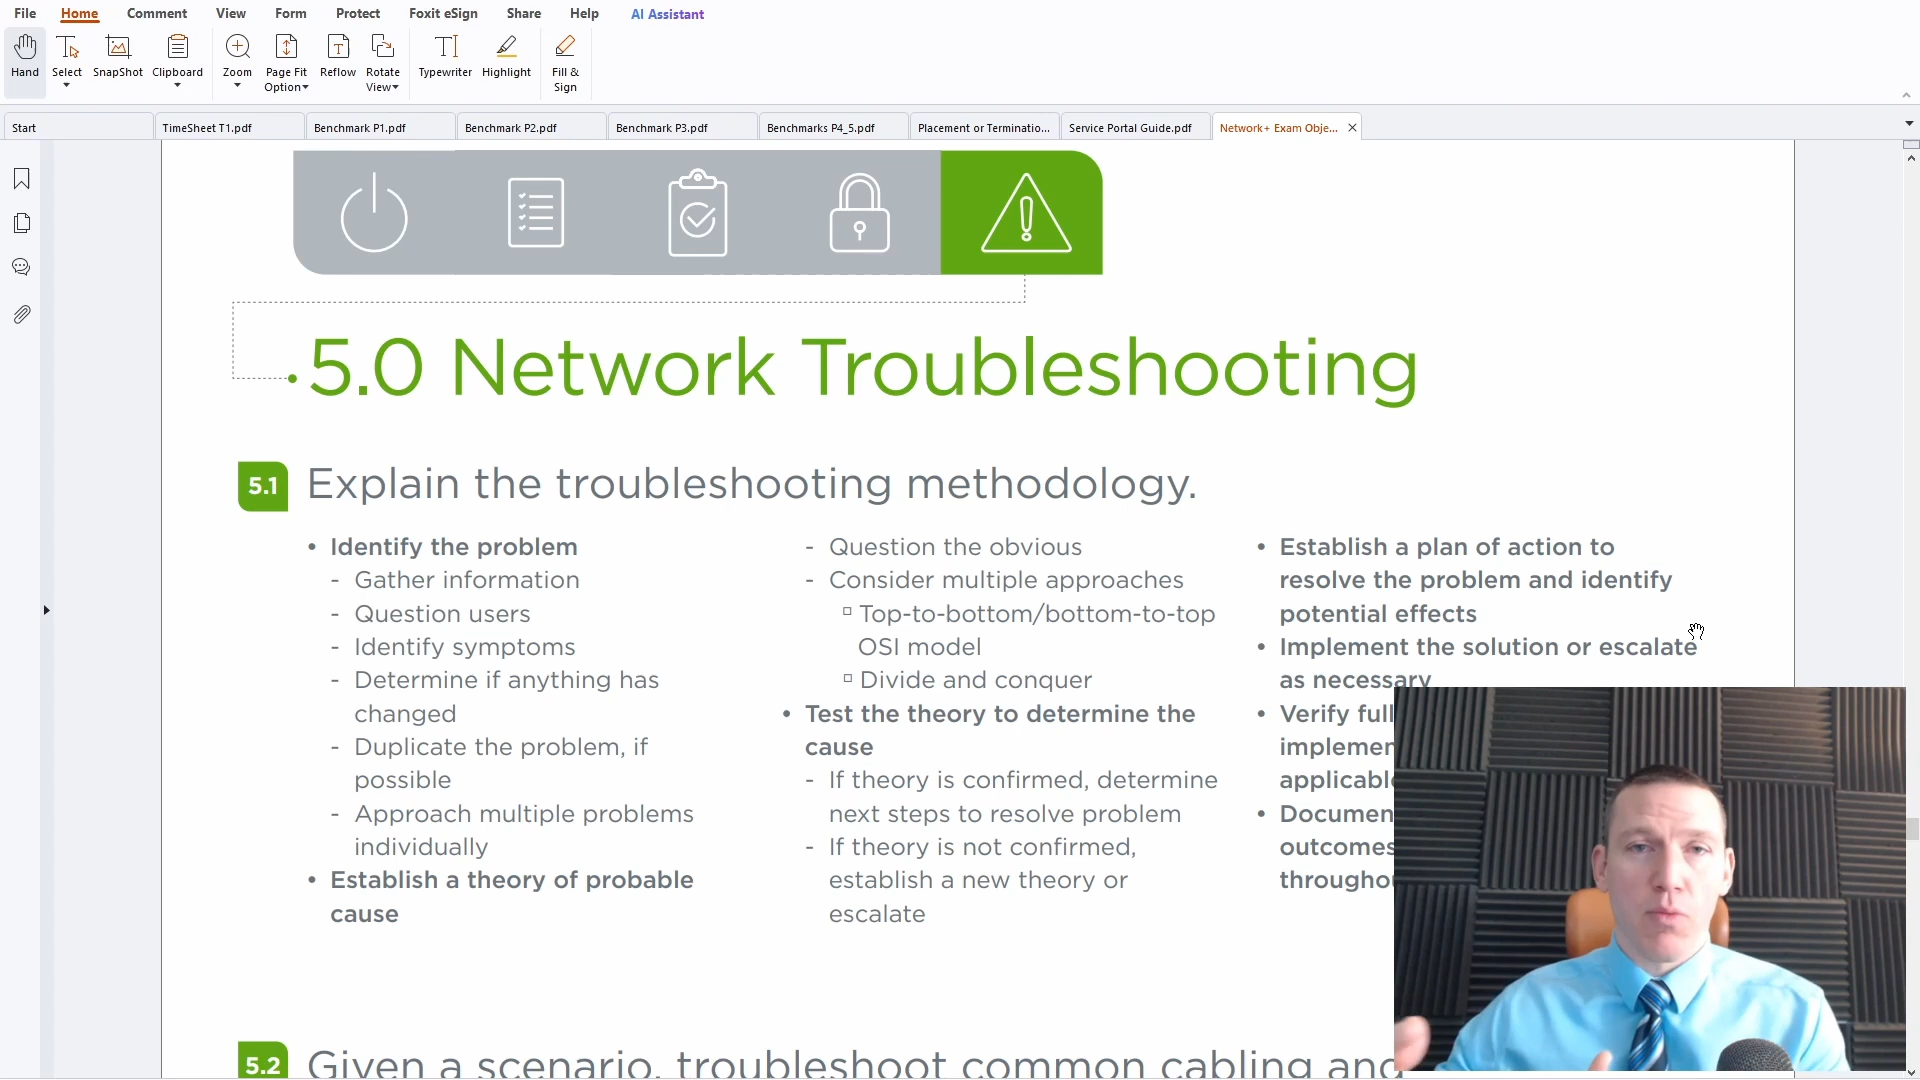 File Home Comment View Form Protect Foxit eSign Share Help AI Assistant
Hand Select SnapShot Clipboard Zoom Page Fit Option Reflow Rotate View Typewriter Highlight Fill & Sign
Start TimeSheet T1.pdf Benchmark P1.pdf Benchmark P2.pdf Benchmark P3.pdf Benchmarks P4_5.pdf Placement or Terminatio... Service Portal Guide.pdf Network+ Exam Obje...
5.0 Network Troubleshooting
5.1 Explain the troubleshooting methodology.
• Identify the problem
- Gather information
- Question users
- Identify symptoms
- Determine if anything has
changed
- Duplicate the problem, if
possible
- Approach multiple problems
individually
• Establish a theory of probable
cause
- Question the obvious
- Consider multiple approaches
▫ Top-to-bottom/bottom-to-top
OSI model
▫ Divide and conquer
• Test the theory to determine the
cause
- If theory is confirmed, determine
next steps to resolve problem
- If theory is not confirmed,
establish a new theory or
escalate
• Establish a plan of action to
resolve the problem and identify
potential effects
• Implement the solution or escalate
as necessary
• Verify full
implemen
applicable
• Documen
outcomes
throughou
5.2 Given a scenario, troubleshoot common cabling and